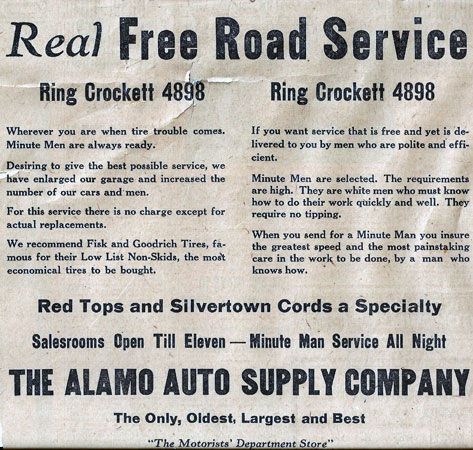 Real Free Road Service
Ring Crockett 4898
Ring Crockett 4898
Wherever you are when tire trouble comes.
Minute Men are always ready.
Desiring to give the best possible service, we
have enlarged our garage and increased the
number of our cars and men.
For this service there is no charge except for
actual replacements.
We recommend Fisk and Goodrich Tires, fa-
mous for their Low List Non-Skids, the most
economical tires to be bought.
If you want service that is free and yet is de-
livered to you by men who are polite and effi-
cient.
Minute Men are selected. The requirements
are high. They are white men who must know
how to do their work quickly and well. They
require no tipping.
When you send for a Minute Man you insure
the greatest speed and the most painstaking
care in the work to be done, by a man who
knows how.
Red Tops and Silvertown Cords a Specialty
Salesrooms Open Till Eleven — Minute Man Service All Night
THE ALAMO AUTO SUPPLY COMPANY
The Only, Oldest, Largest and Best
"The Motorists' Department Store"